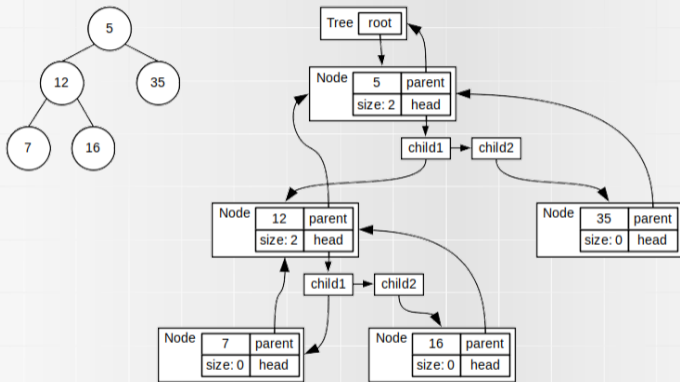 5
12
35
7
16
Tree root
Node 5 parent
size: 2 head
child1 child2
Node 12 parent
size: 2 head
Node 35 parent
size: 0 head
child1 child2
Node 7 parent
size: 0 head
Node 16 parent
size: 0 head